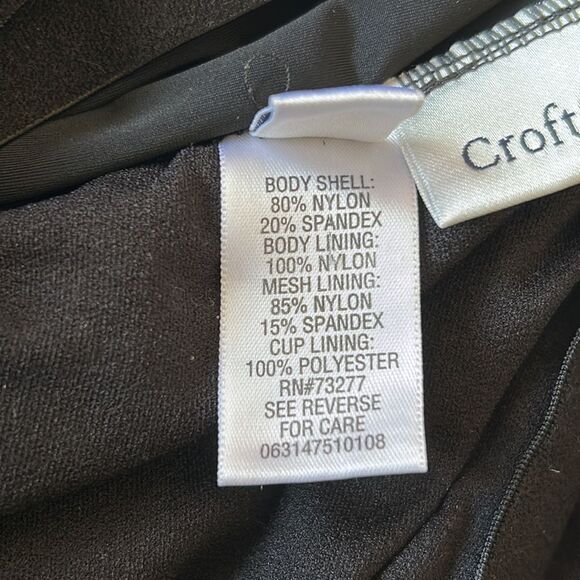 Croft
BODY SHELL:
80% NYLON
20% SPANDEX
BODY LINING:
100% NYLON
MESH LINING:
85% NYLON
15% SPANDEX
CUP LINING:
100% POLYESTER
RN#73277
SEE REVERSE
FOR CARE
063147510108